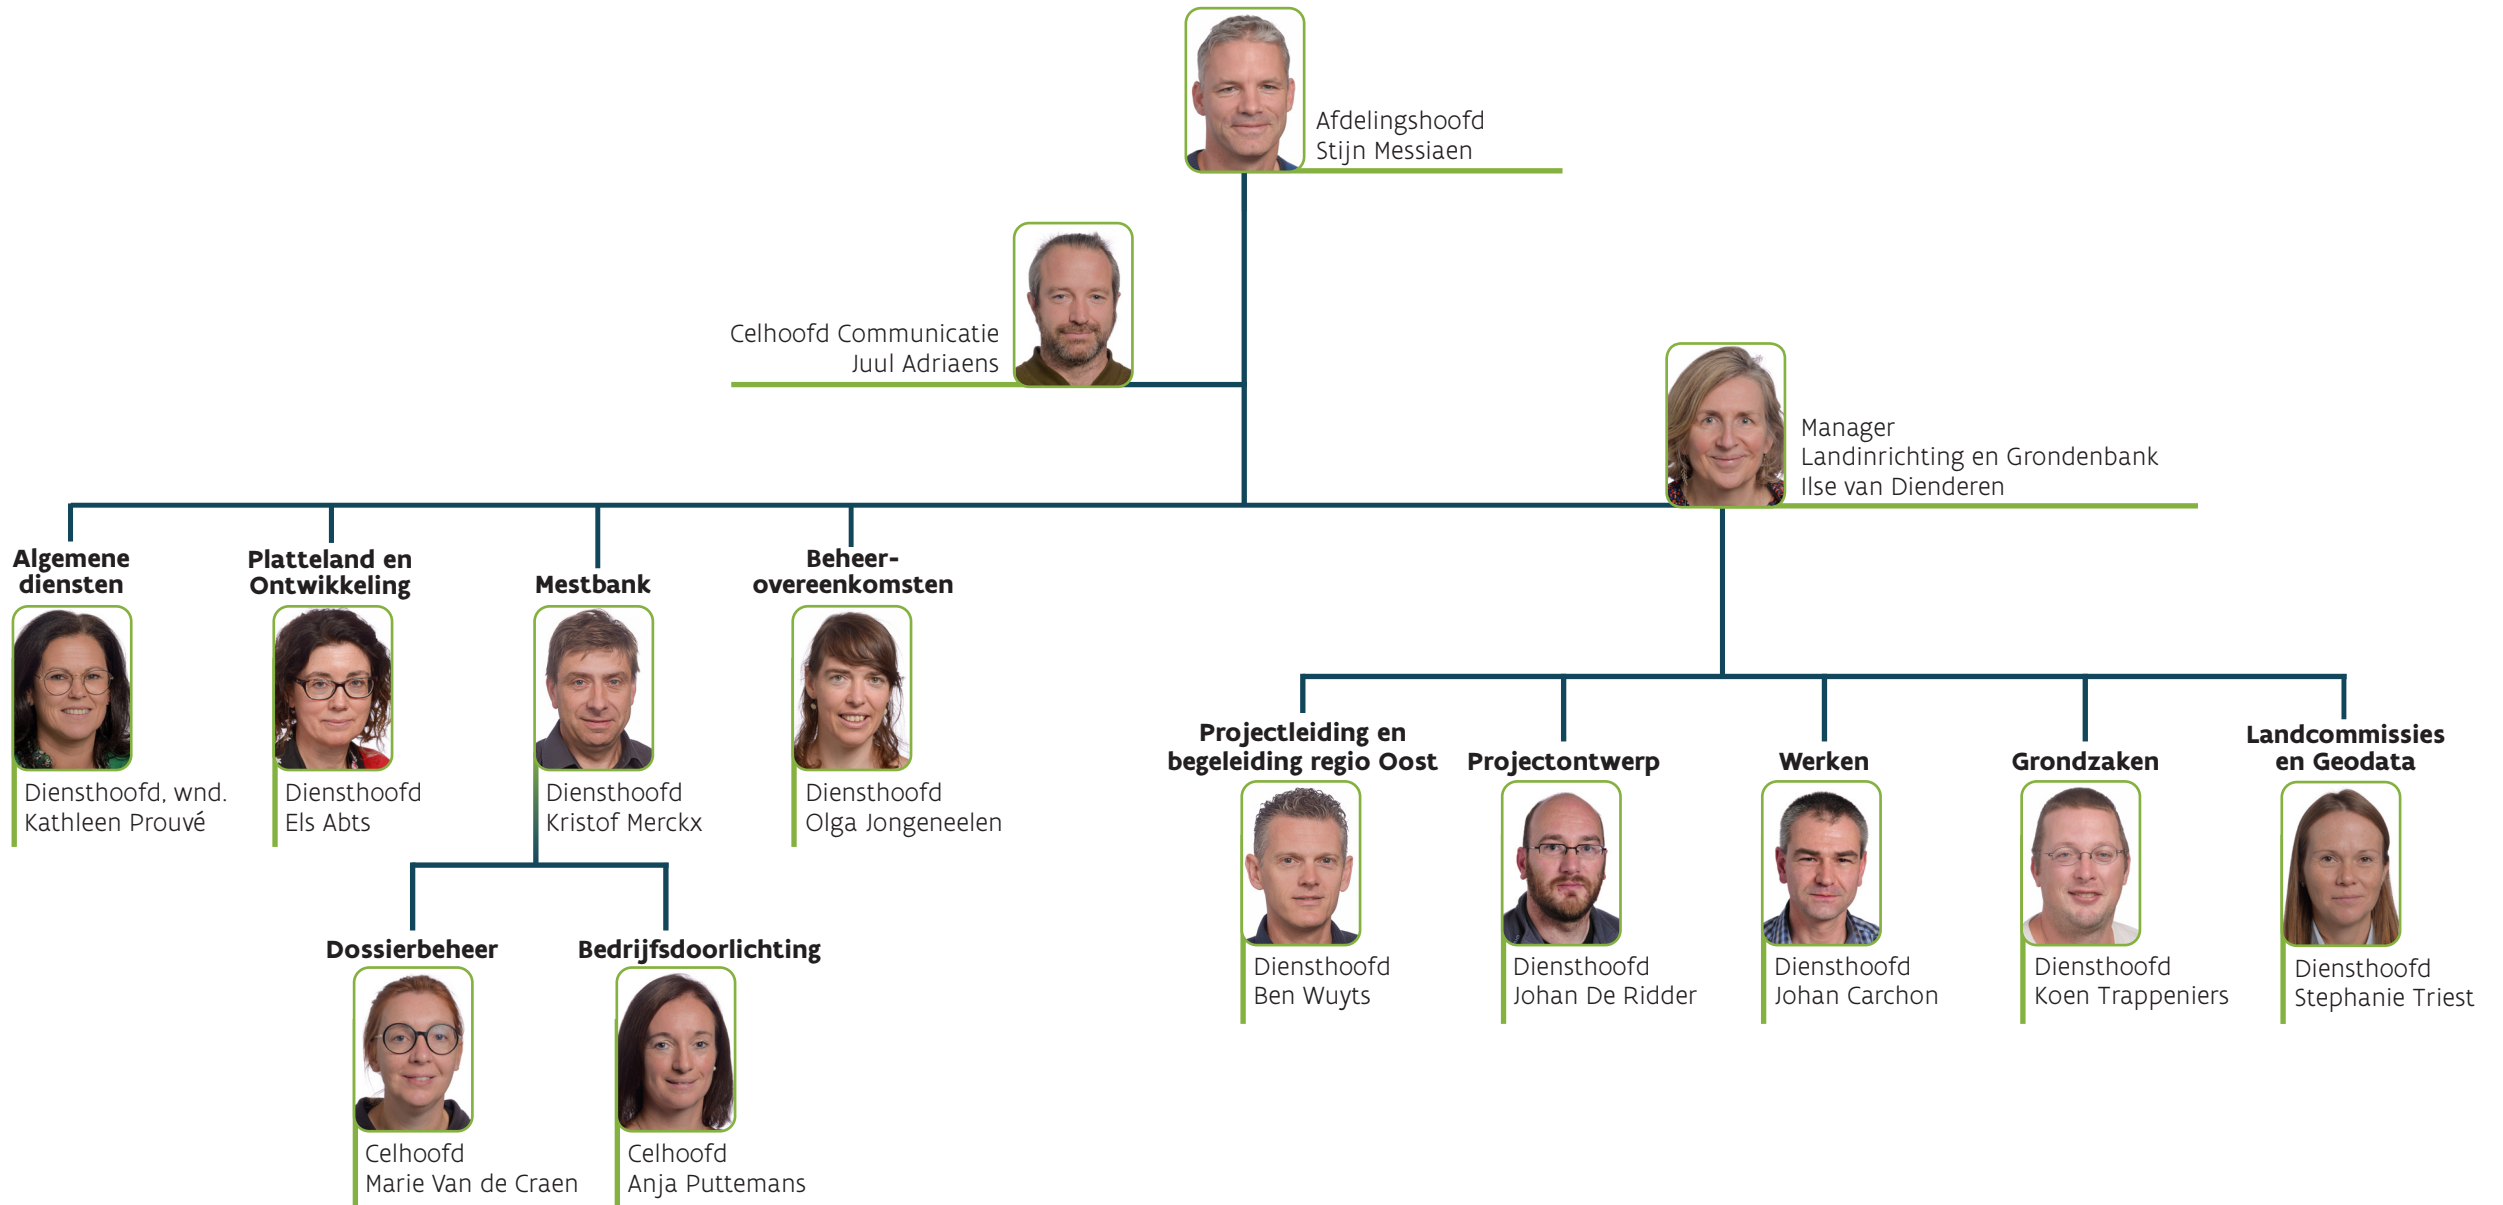 Afdelingshoofd
Stijn Messiaen
Celhoofd Communicatie
Juul Adriaens
Manager
Landinrichting en Grondenbank
Ilse van Dienderen
Algemene
diensten
Diensthoofd, wnd.
Kathleen Prouvé
Platteland en
Ontwikkeling
Diensthoofd
Els Abts
Mestbank
Diensthoofd
Kristof Merckx
Beheer-
overeenkomsten
Diensthoofd
Olga Jongeneelen
Dossierbeheer
Celhoofd
Marie Van de Craen
Bedrijfsdoorlichting
Celhoofd
Anja Puttemans
Projectleiding en
begeleiding regio Oost
Diensthoofd
Ben Wuyts
Projectontwerp
Diensthoofd
Johan De Ridder
Werken
Diensthoofd
Johan Carchon
Grondzaken
Diensthoofd
Koen Trappeniers
Landcommissies
en Geodata
Diensthoofd
Stephanie Triest